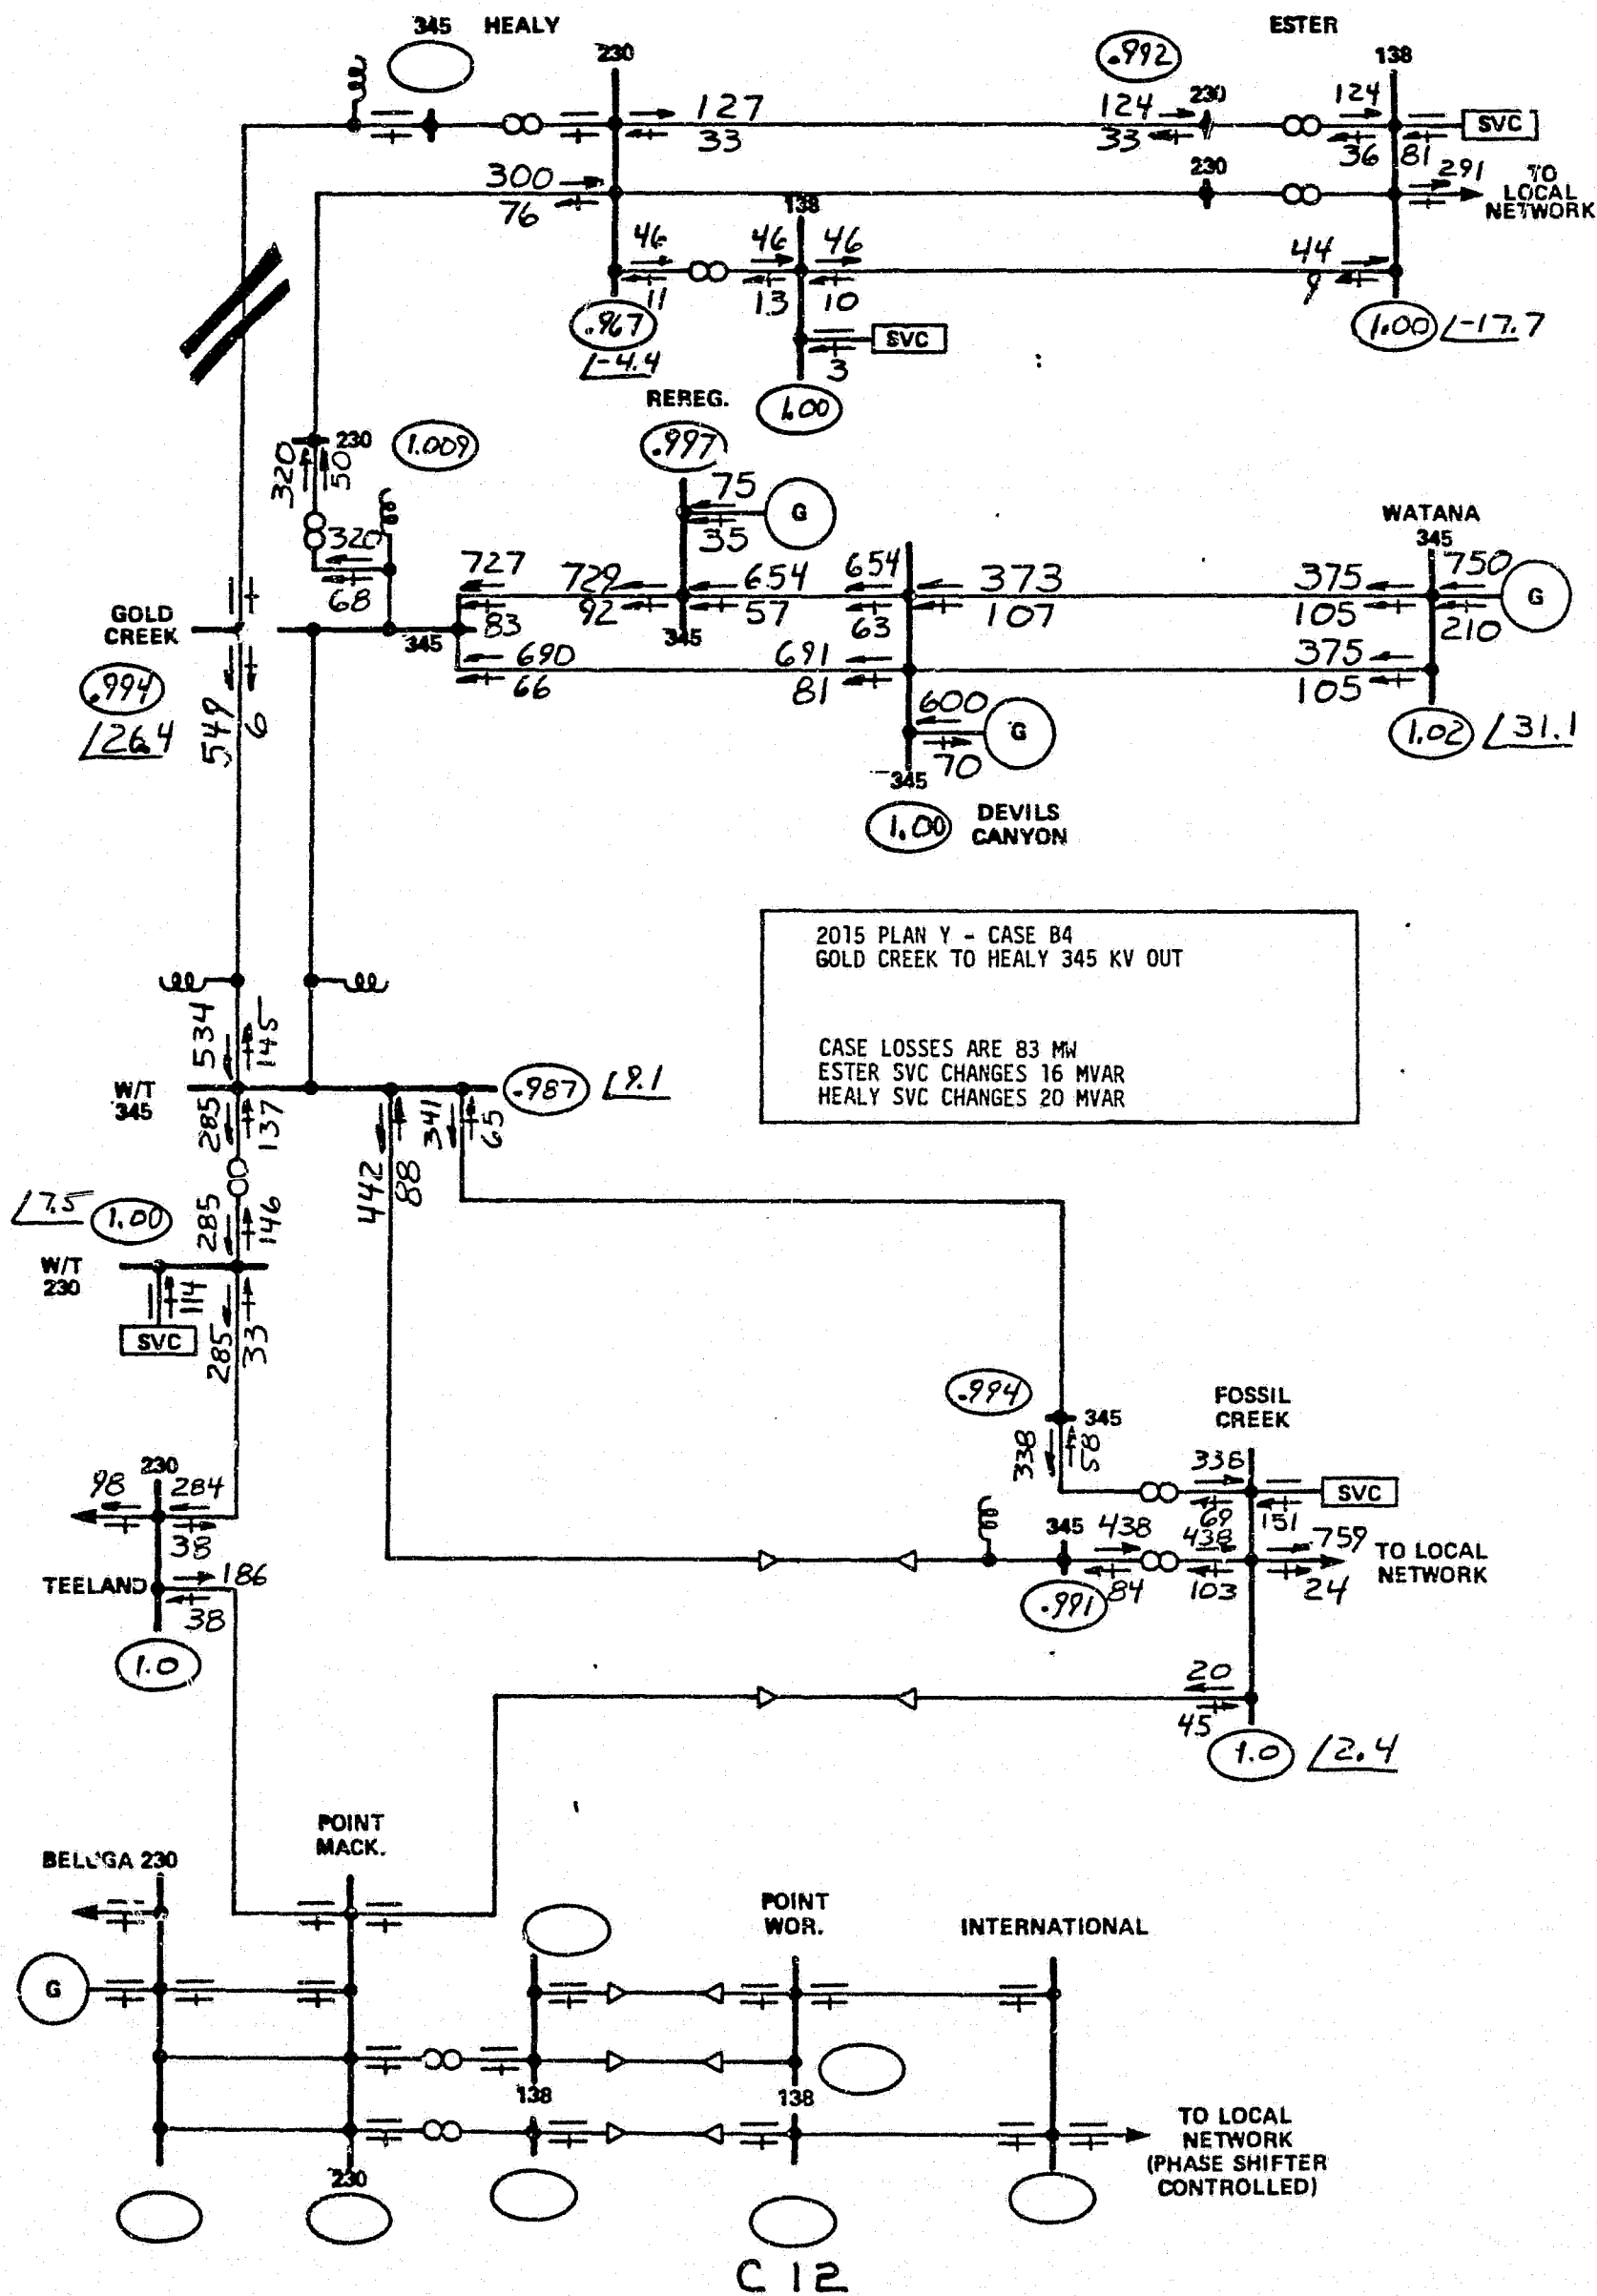 345 HEALY
ESTER
230
.992
138
127
33
124
33
230
124
36
81
SVC
291
TO
LOCAL
NETWORK
300
76
230
138
46
11
46
13
46
10
44
9
.967
∠-4.4
SVC
3
1.00
1.00
∠-17.7
REREG.
230
1.009
.997
320
50
75
35
G
WATANA
345
320
68
727
83
729
92
654
57
654
63
373
107
375
105
750
210
G
GOLD
CREEK
345
345
.994
∠26.4
549
6
690
66
691
81
375
105
600
70
G
1.02
∠31.1
345
1.00
DEVILS
CANYON
2015 PLAN Y - CASE B4
GOLD CREEK TO HEALY 345 KV OUT
CASE LOSSES ARE 83 MW
ESTER SVC CHANGES 16 MVAR
HEALY SVC CHANGES 20 MVAR
534
145
W/T
345
.987
∠9.1
285
137
442
88
341
65
∠7.5
1.00
285
146
W/T
230
114
SVC
285
33
.994
345
FOSSIL
CREEK
338
58
338
69
151
SVC
98
230
284
38
TEELAND
186
38
1.0
345
438
84
438
103
759
24
TO LOCAL
NETWORK
.991
20
45
1.0
∠2.4
POINT
MACK.
BELUGA 230
POINT
WOR.
INTERNATIONAL
G
138
138
230
TO LOCAL
NETWORK
(PHASE SHIFTER
CONTROLLED)
C 12